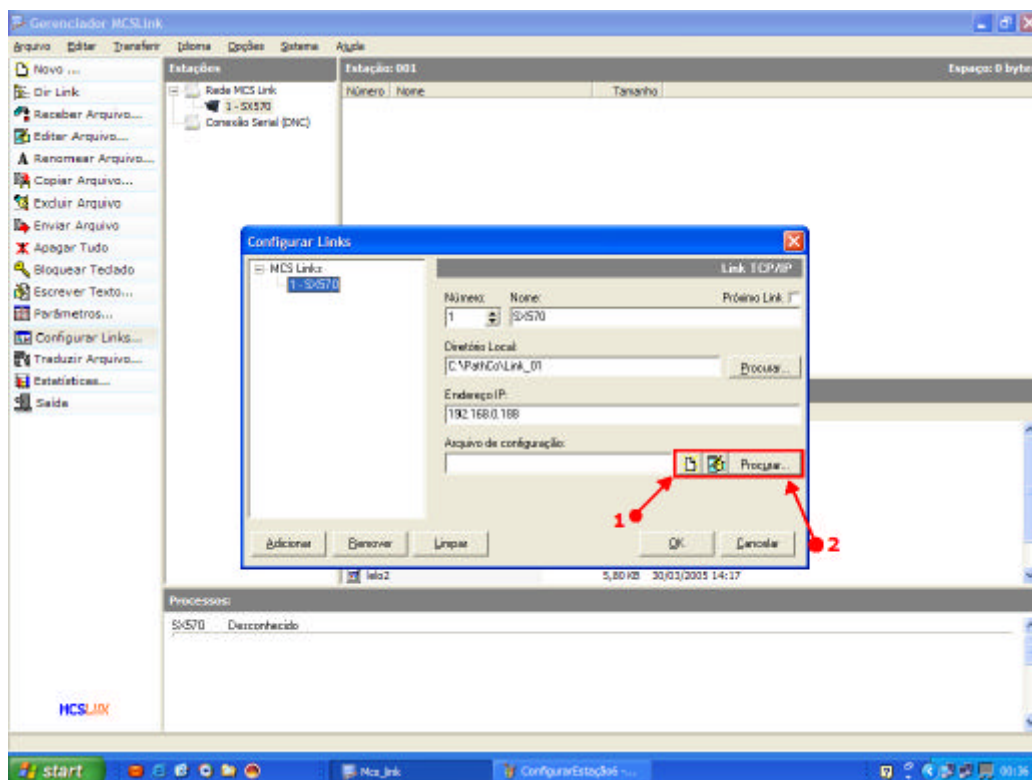 Gerenciador MCSLink
Arquivo Editar Transferir Idioma Opções Sistema Ajuda
Novo ...
Dir Link
Receber Arquivo...
Editar Arquivo...
Renomear Arquivo...
Copiar Arquivo...
Excluir Arquivo
Enviar Arquivo
Apagar Tudo
Bloquear Teclado
Escrever Texto...
Parâmetros...
Configurar Links...
Traduzir Arquivo...
Estatísticas...
Saída
MCSLINK
Estações
Rede MCS Link
1 - SX570
Conexão Serial (DNC)
Estação: 001 Espaço: 0 byte
Número Nome Tamanho
Configurar Links
MCS Links
1 - SX570
Link TCP/IP
Número: Nome: Próximo Link
1 SX570
Diretório Local:
C:\PathCo\Link_01 Procurar...
Endereço IP:
192.168.0.188
Arquivo de configuração:
Procurar...
1
2
Adicionar Remover Limpar OK Cancelar
lelo2 5,80 KB 30/03/2005 14:17
Processos:
SX570 Desconhecido
start Mcs_link ConfigurarEstação6 - ... 00:36